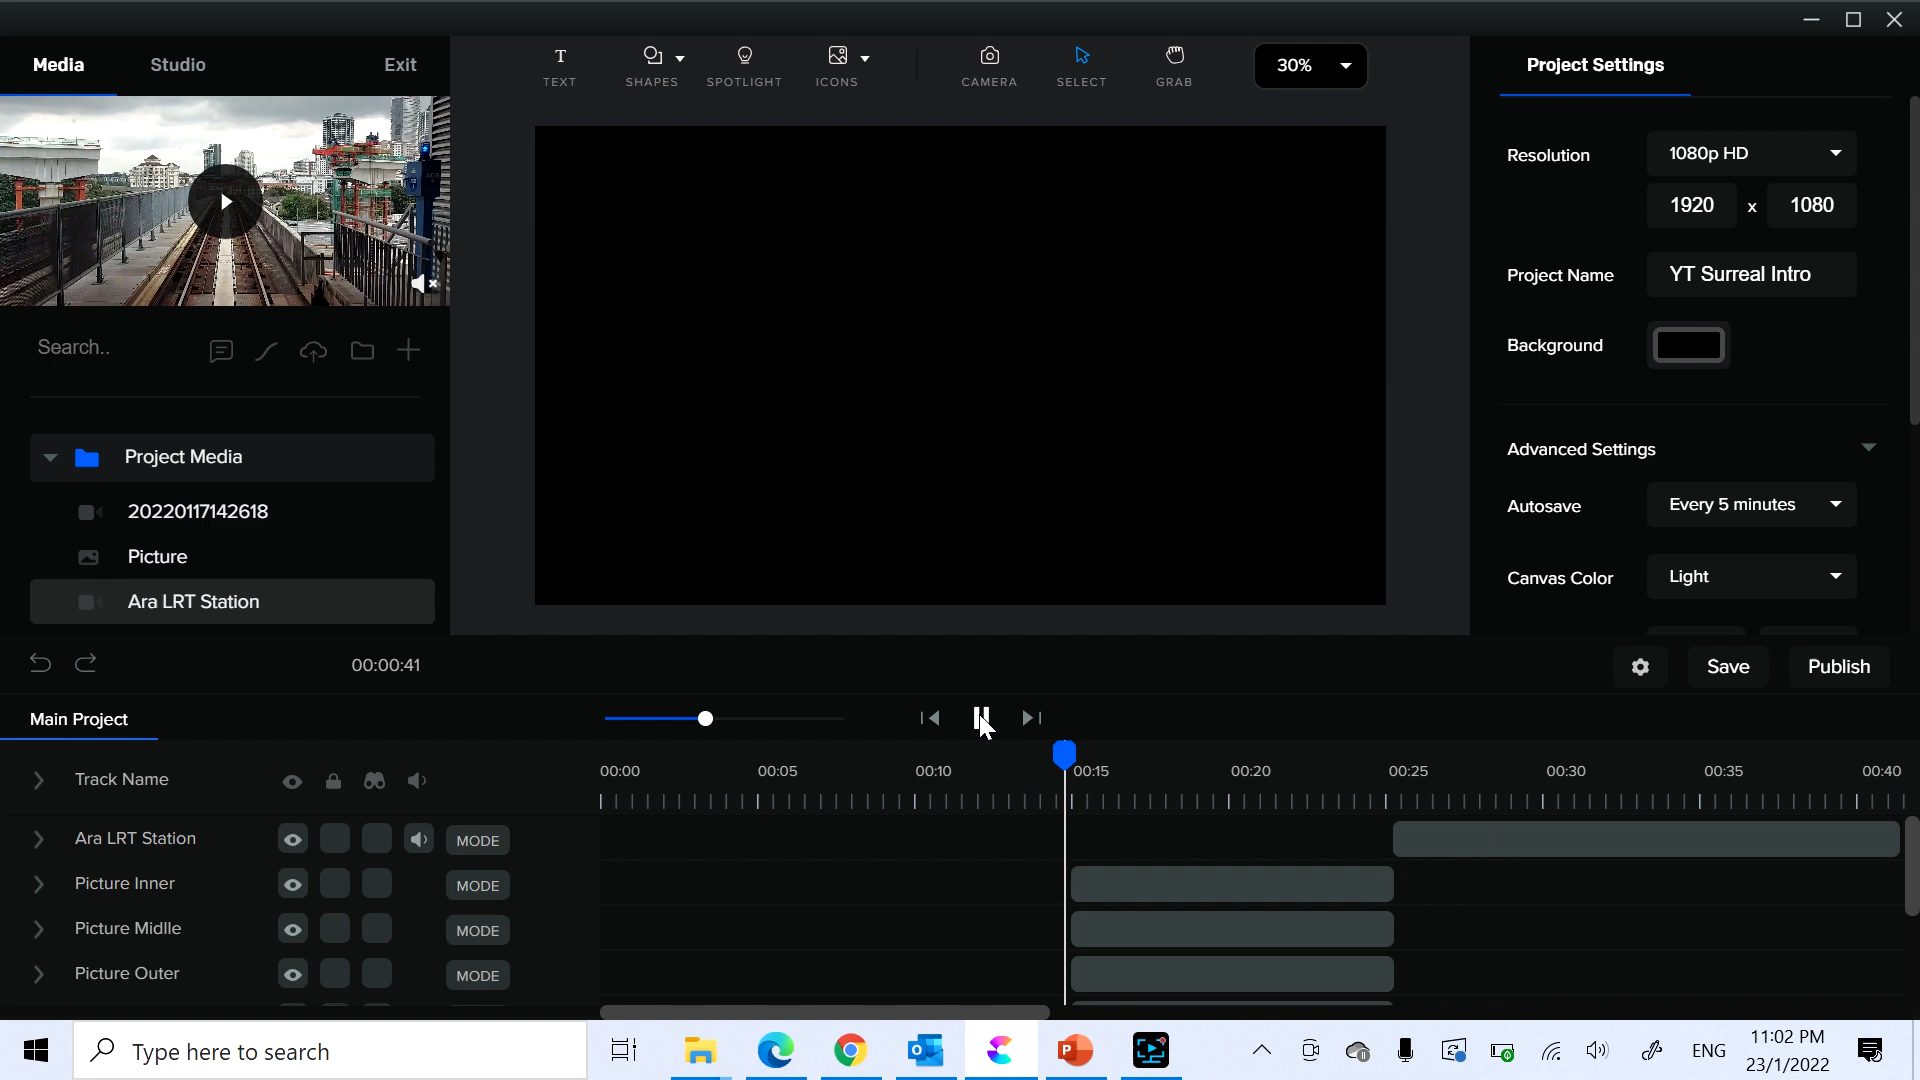 Media Studio Exit
TEXT SHAPES SPOTLIGHT ICONS CAMERA SELECT GRAB 30%
Project Settings
Resolution 1080p HD
1920 x 1080
Project Name YT Surreal Intro
Background
Advanced Settings
Autosave Every 5 minutes
Canvas Color Light
Search..
Project Media
20220117142618
Picture
Ara LRT Station
00:00:41
Save Publish
Main Project
Track Name
00:00 00:05 00:10 00:15 00:20 00:25 00:30 00:35 00:40
Ara LRT Station MODE
Picture Inner MODE
Picture Midlle MODE
Picture Outer MODE
Type here to search
ENG
11:02 PM
23/1/2022